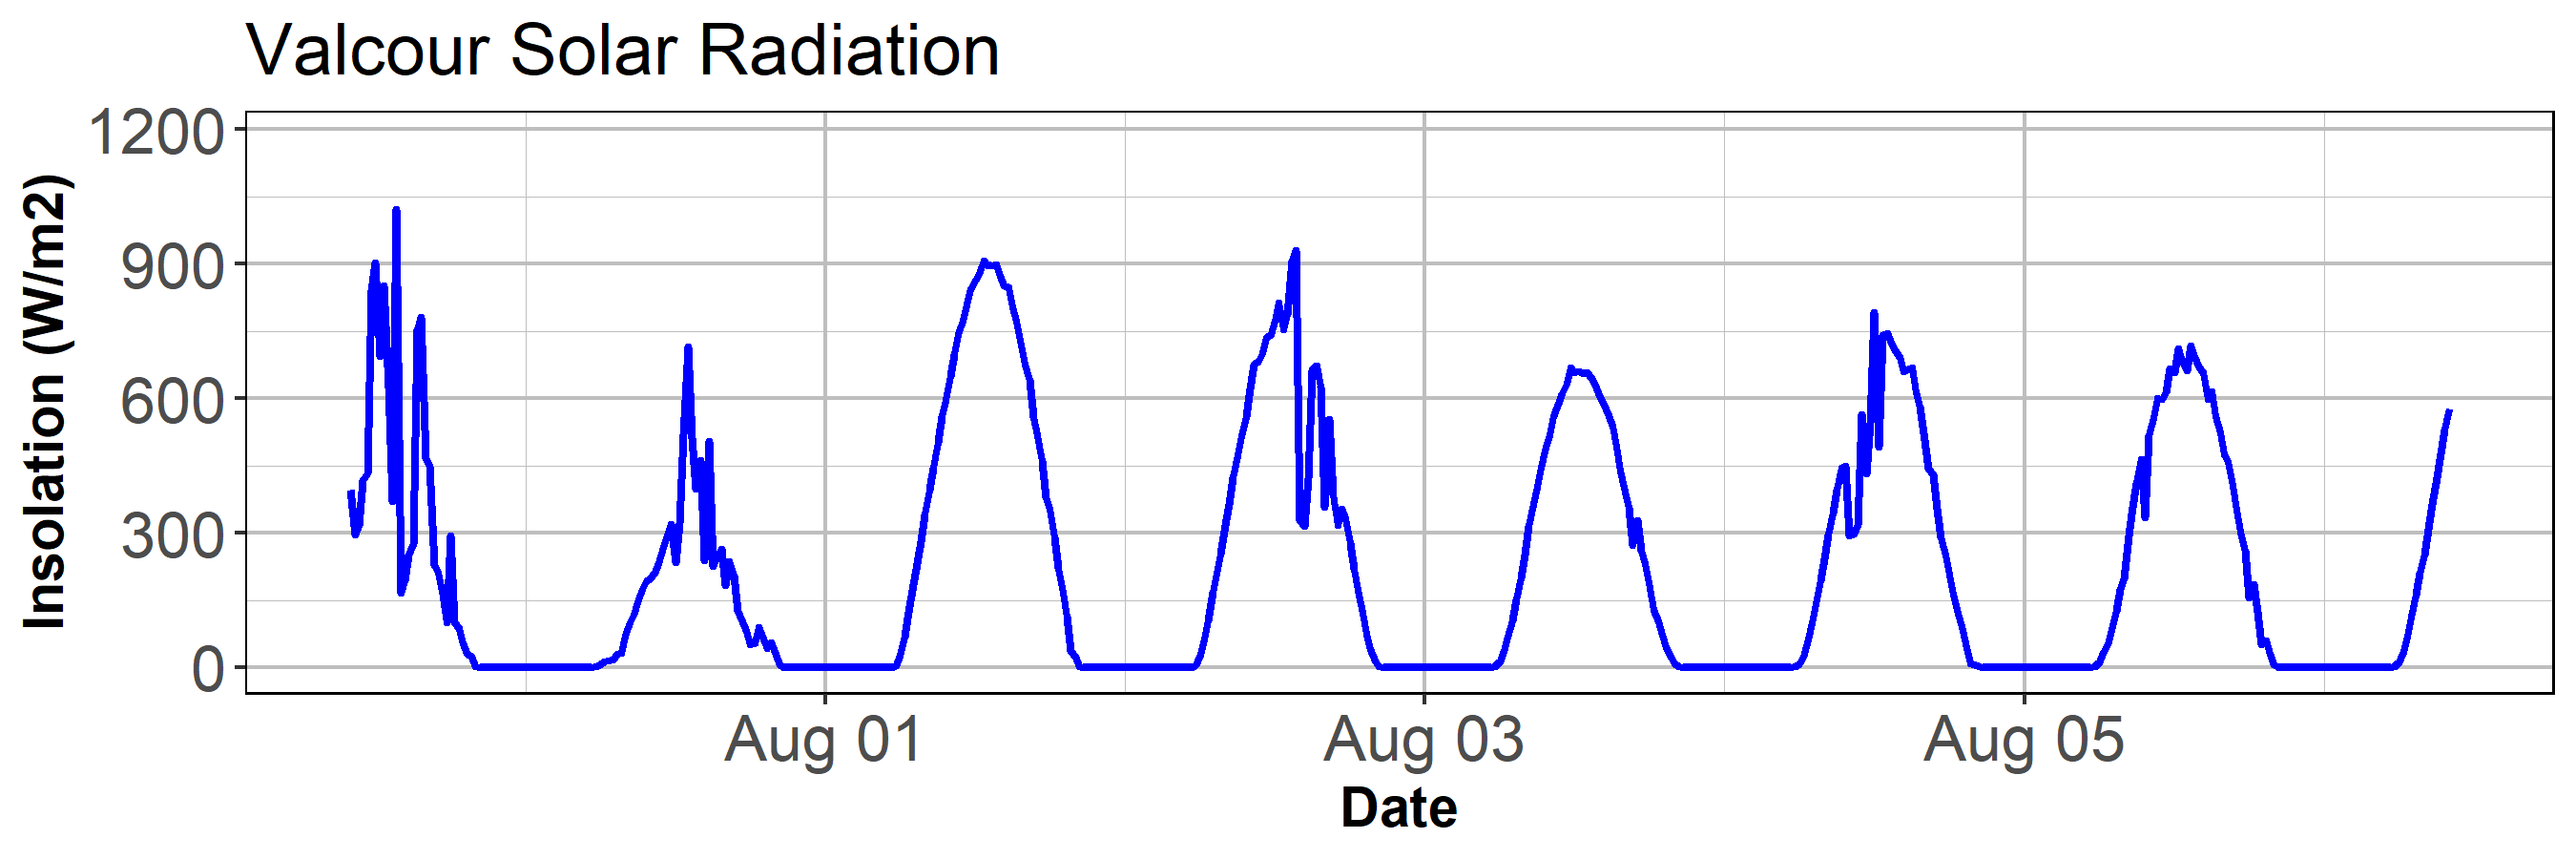 Valcour Solar Radiation
1200
900
600
300
0
Insolation (W/m2)
Aug 01
Aug 03
Aug 05
Date